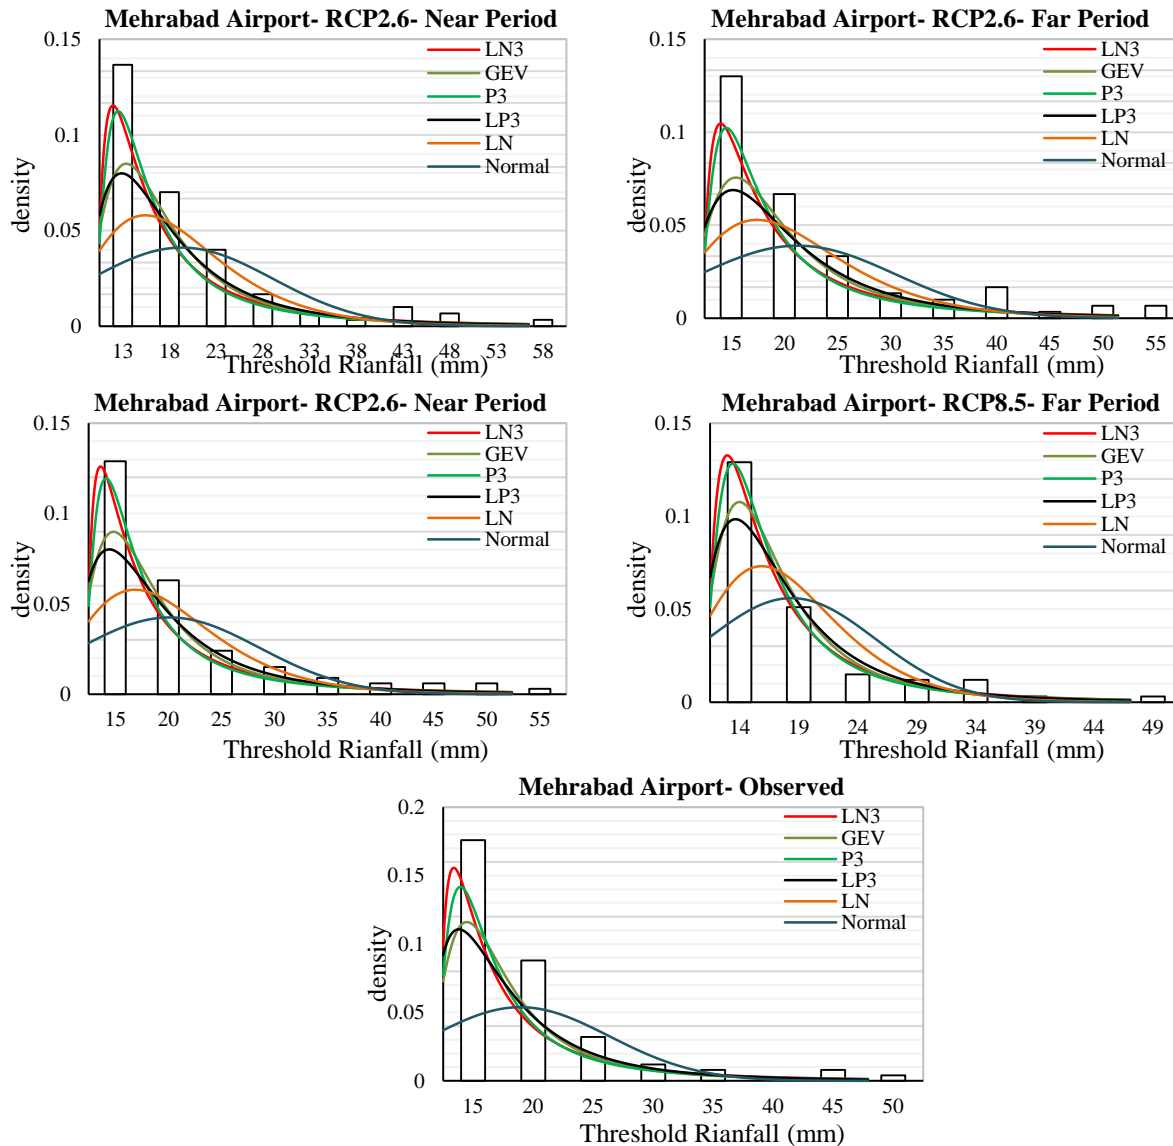 Mehrabad Airport- RCP2.6- Near Period
0.15
0.1
0.05
0
density
LN3
GEV
P3
LP3
LN
Normal
13 18 23 28 33 38 43 48 53 58
Threshold Rianfall (mm)
Mehrabad Airport- RCP2.6- Far Period
0.15
0.1
0.05
0
density
LN3
GEV
P3
LP3
LN
Normal
15 20 25 30 35 40 45 50 55
Threshold Rianfall (mm)
Mehrabad Airport- RCP2.6- Near Period
0.15
0.1
0.05
0
density
LN3
GEV
P3
LP3
LN
Normal
15 20 25 30 35 40 45 50 55
Threshold Rianfall (mm)
Mehrabad Airport- RCP8.5- Far Period
0.15
0.1
0.05
0
density
LN3
GEV
P3
LP3
LN
Normal
14 19 24 29 34 39 44 49
Threshold Rianfall (mm)
Mehrabad Airport- Observed
0.2
0.15
0.1
0.05
0
density
LN3
GEV
P3
LP3
LN
Normal
15 20 25 30 35 40 45 50
Threshold Rianfall (mm)